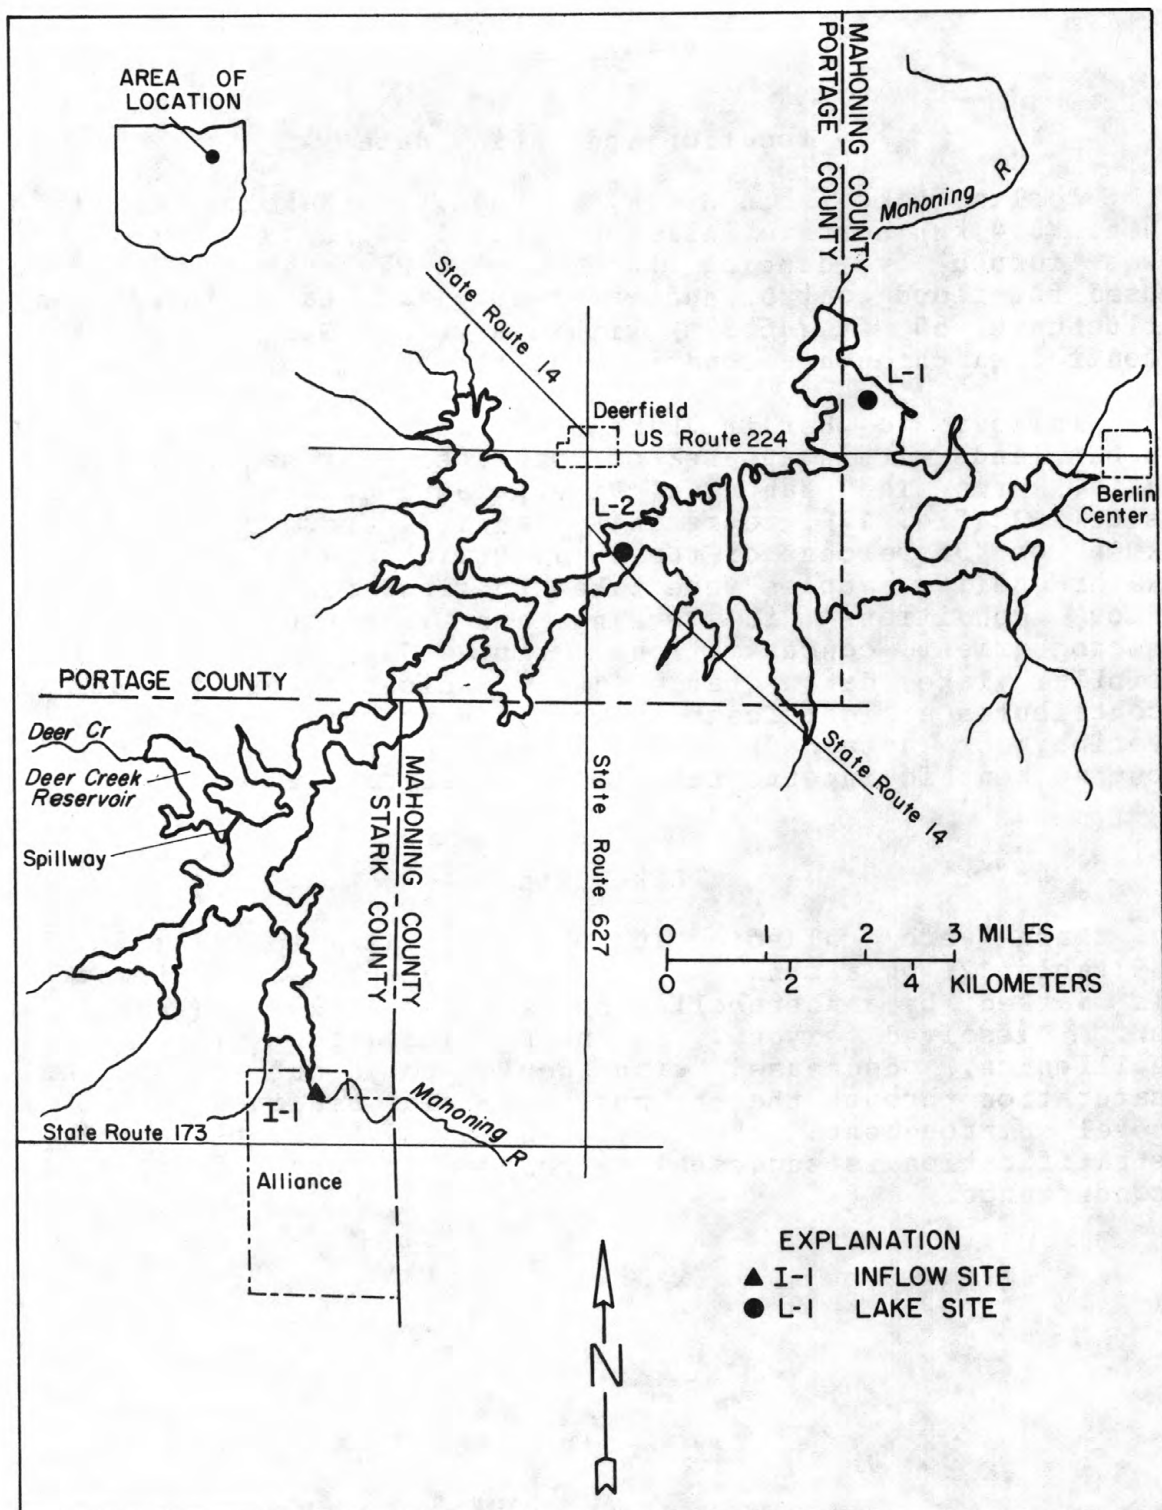 AREA OF
LOCATION
MAHONING COUNTY
PORTAGE COUNTY
Mahoning R
State Route 14
L-1
Deerfield
US Route 224
L-2
Berlin
Center
PORTAGE COUNTY
Deer Cr
Deer Creek
Reservoir
Spillway
MAHONING COUNTY
STARK COUNTY
State Route 627
State Route 14
0 1 2 3 MILES
0 2 4 KILOMETERS
I-1
Mahoning R
State Route 173
Alliance
EXPLANATION
I-1 INFLOW SITE
L-1 LAKE SITE
N